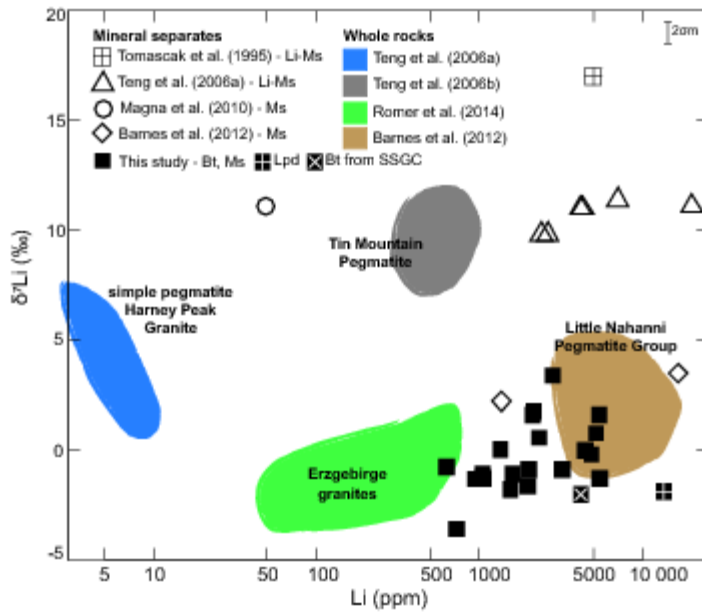 20
15
10
5
0
-5
δ⁷Li (‰)
Mineral separates
Tomascak et al. (1995) - Li-Ms
Teng et al. (2006a) - Li-Ms
Magna et al. (2010) - Ms
Barnes et al. (2012) - Ms
This study - Bt, Ms
Lpd
Bt from SSGC
Whole rocks
Teng et al. (2006a)
Teng et al. (2006b)
Romer et al. (2014)
Barnes et al. (2012)
2σm
Tin Mountain
Pegmatite
simple pegmatite
Harney Peak
Granite
Little Nahanni
Pegmatite Group
Erzgebirge
granites
5 10 50 100 500 1000 5000 10 000
Li (ppm)